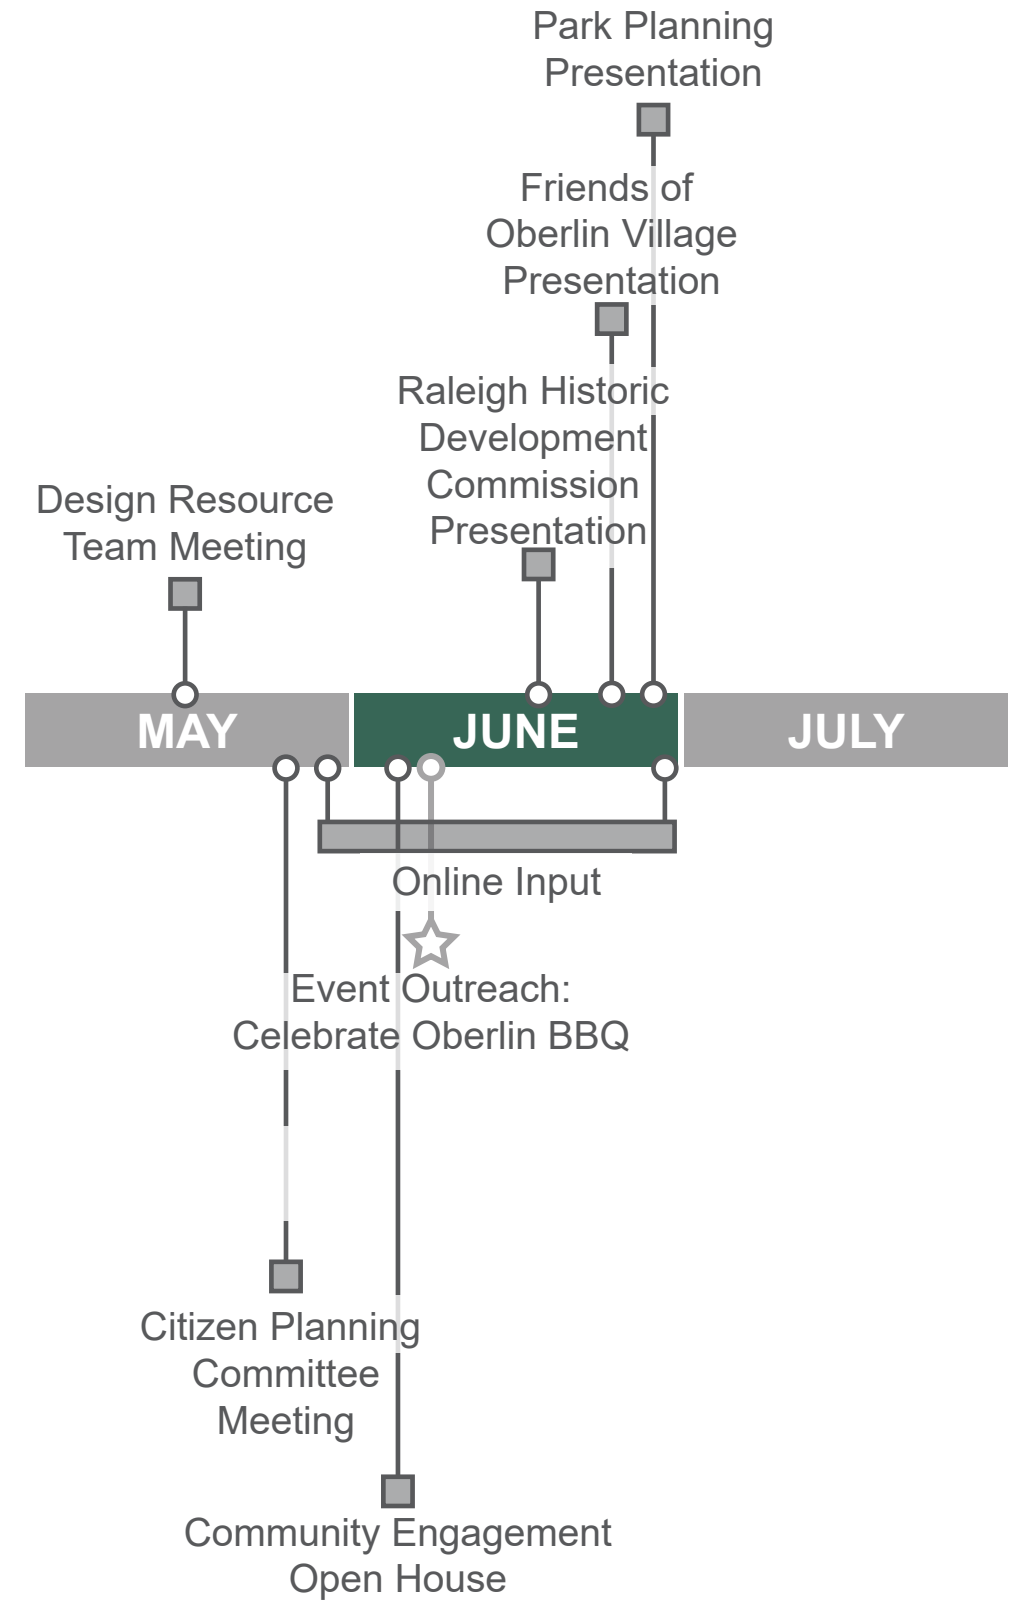 Park Planning
Presentation
Friends of
Oberlin Village
Presentation
Raleigh Historic
Development
Commission
Presentation
Design Resource
Team Meeting
MAY
JUNE
JULY
Online Input
Event Outreach:
Celebrate Oberlin BBQ
Citizen Planning
Committee
Meeting
Community Engagement
Open House